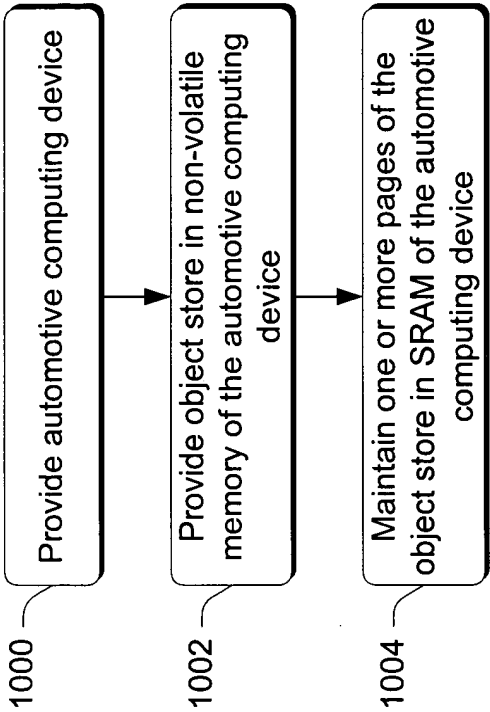 1000
Provide automotive computing device
1002
Provide object store in non-volatile
memory of the automotive computing
device
1004
Maintain one or more pages of the
object store in SRAM of the automotive
computing device